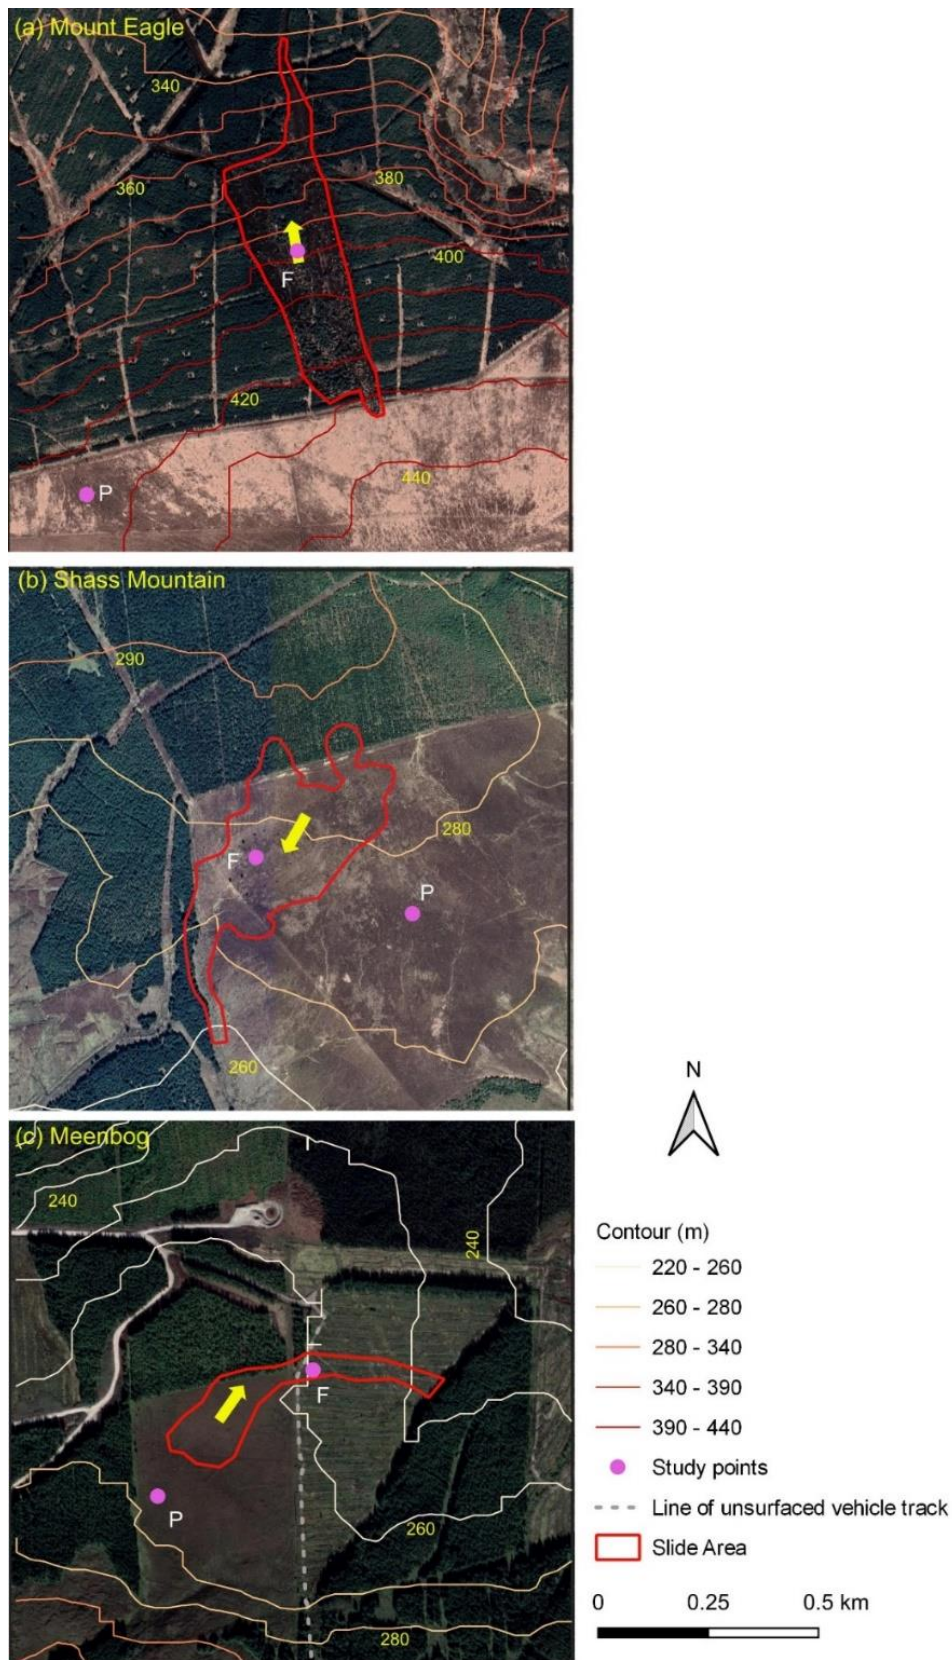 (a) Mount Eagle
340
360
380
400
F
420
440
P
(b) Shass Mountain
290
280
F
P
260
(c) Meenbog
240
240
F
P
260
280
N
Contour (m)
220 - 260
260 - 280
280 - 340
340 - 390
390 - 440
Study points
Line of unsurfaced vehicle track
Slide Area
0 0.25 0.5 km